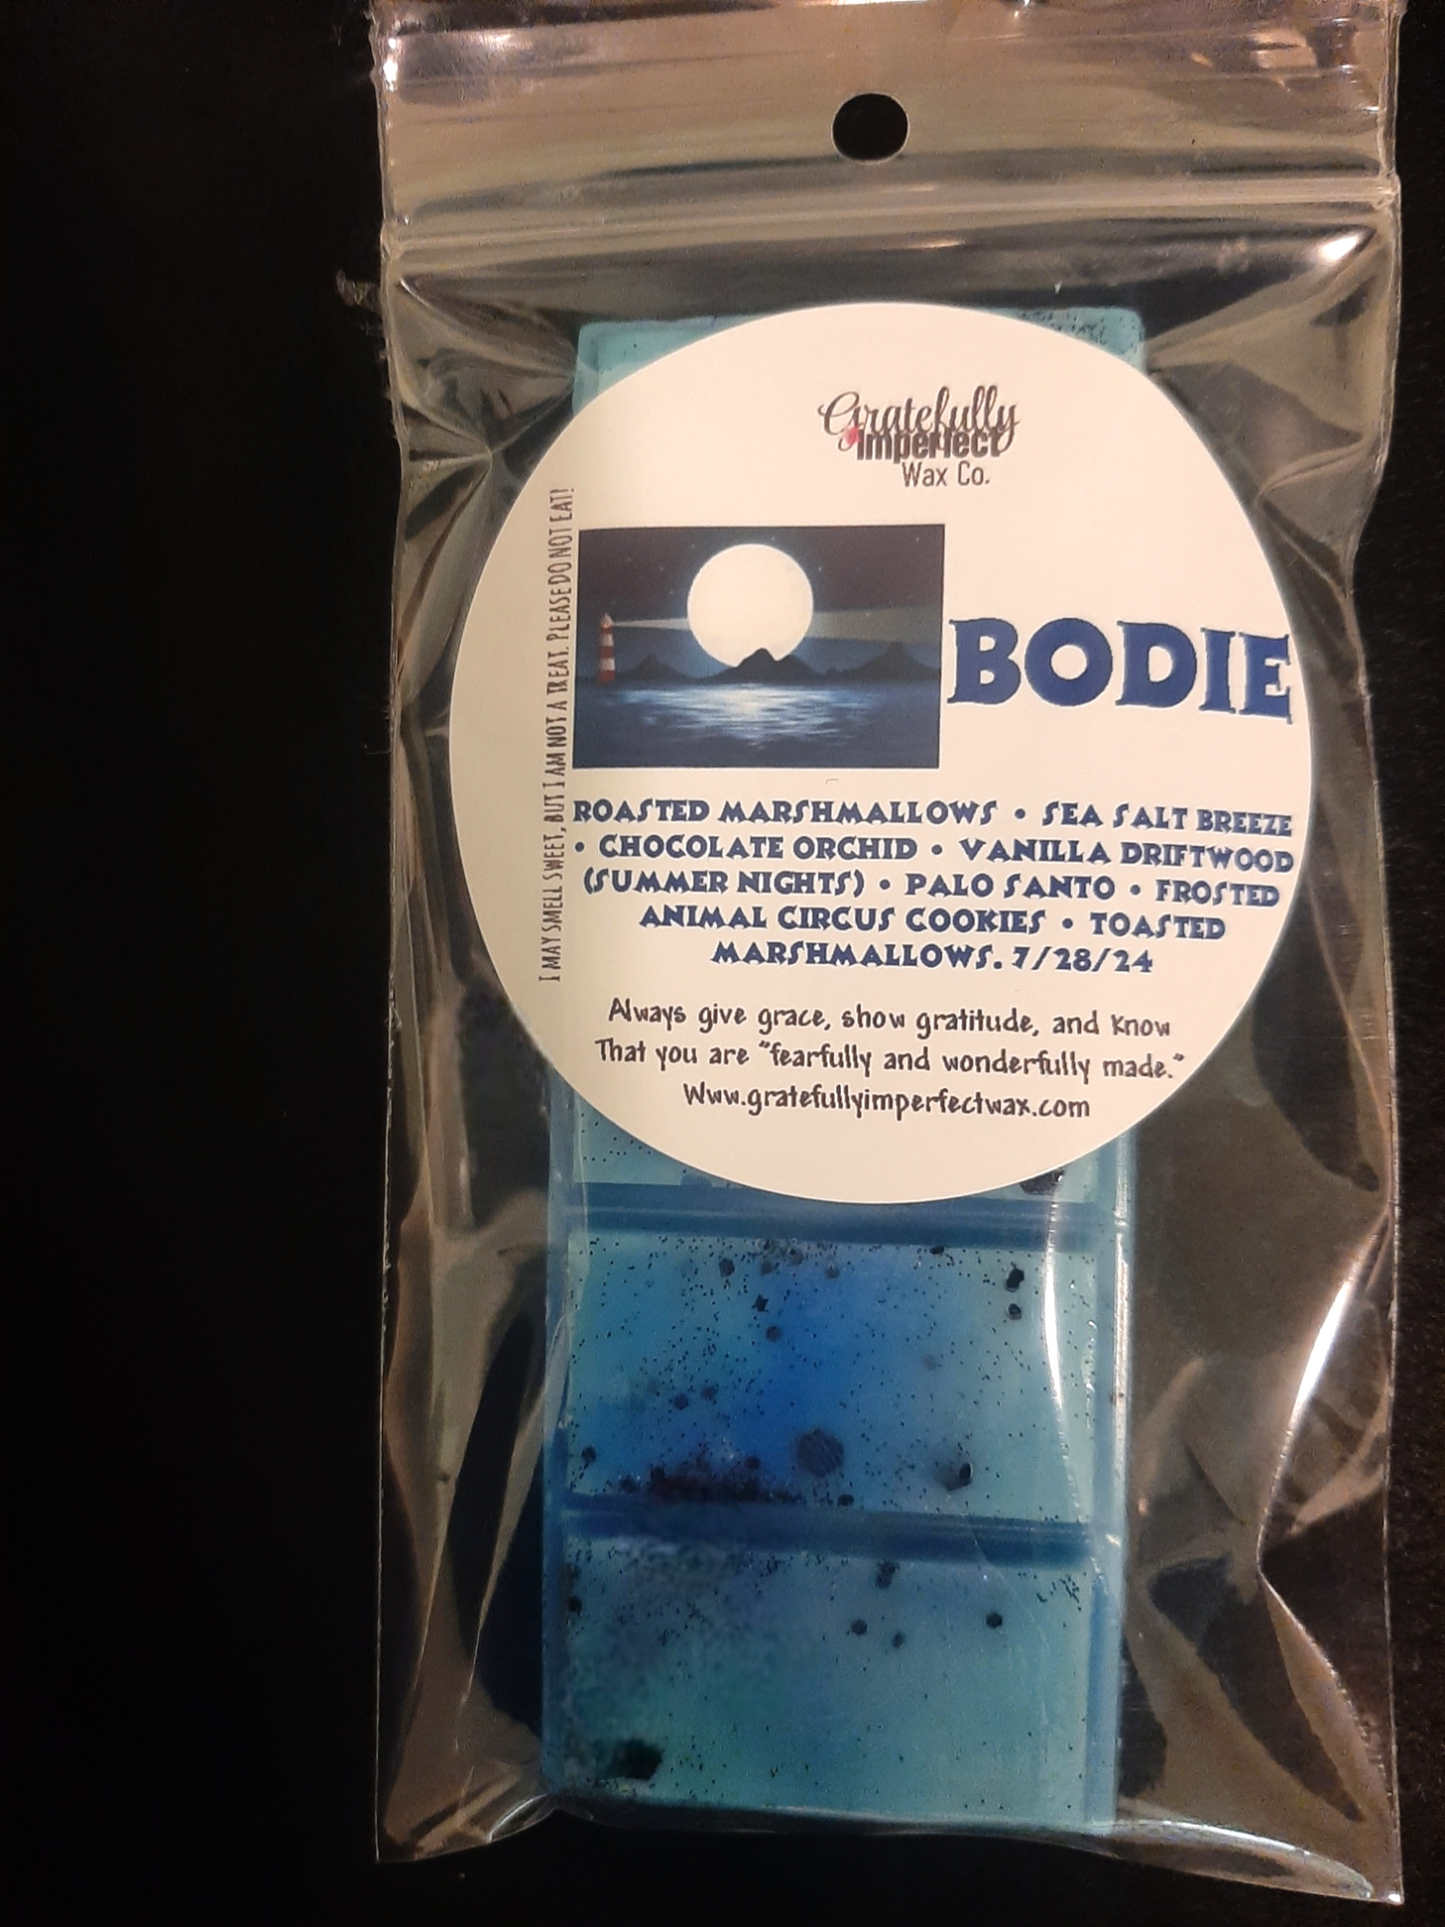 Gratefully
Imperfect
Wax Co.
I MAY SMELL SWEET, BUT I AM NOT A TREAT. PLEASE DO NOT EAT!
BODIE
ROASTED MARSHMALLOWS • SEA SALT BREEZE
• CHOCOLATE ORCHID • VANILLA DRIFTWOOD
(SUMMER NIGHTS) • PALO SANTO • FROSTED
ANIMAL CIRCUS COOKIES • TOASTED
MARSHMALLOWS. 7/28/24
Always give grace, show gratitude, and know
That you are "fearfully and wonderfully made."
Www.gratefullyimperfectwax.com